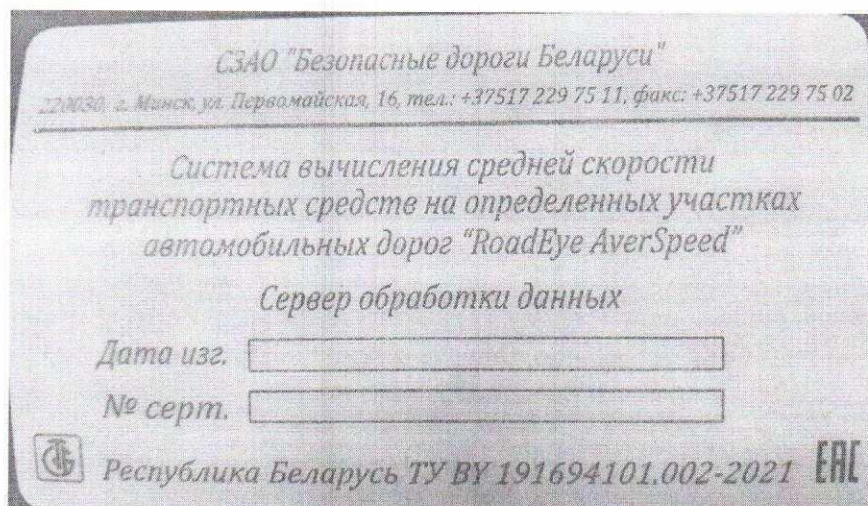 СЗАО "Безопасные дороги Беларуси"
220030, г. Минск, ул. Первомайская, 16, тел.: +37517 229 75 11, факс: +37517 229 75 02
Система вычисления средней скорости
транспортных средств на определенных участках
автомобильных дорог “RoadEye AverSpeed”
Сервер обработки данных
Дата изг.
№ серт.
Республика Беларусь ТУ BY 191694101.002-2021 EAC